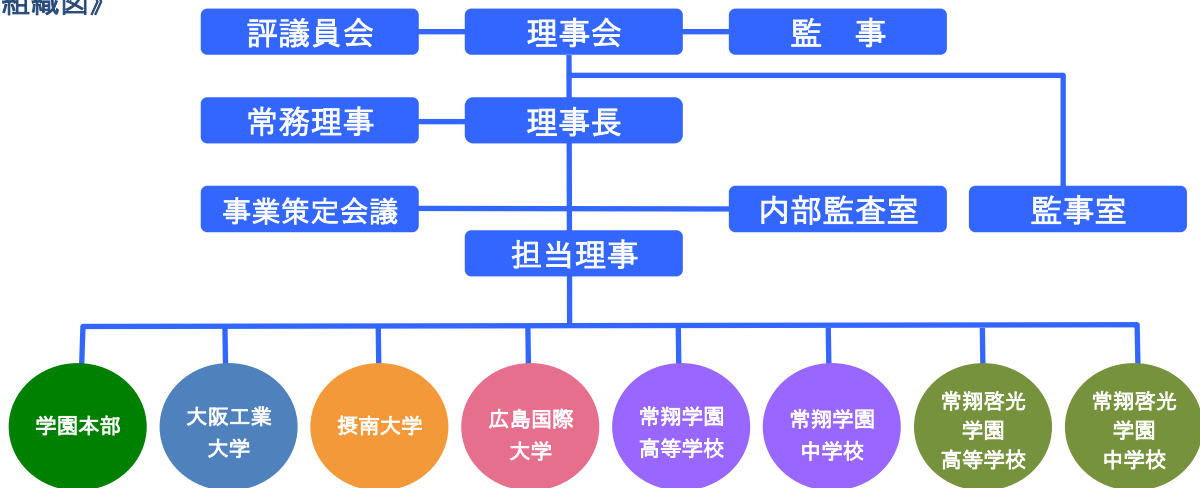 組織図》
評議員会
理事会
監　事
常務理事
理事長
事業策定会議
内部監査室
監事室
担当理事
学園本部
大阪工業
大学
摂南大学
広島国際
大学
常翔学園
高等学校
常翔学園
中学校
常翔啓光
学園
高等学校
常翔啓光
学園
中学校